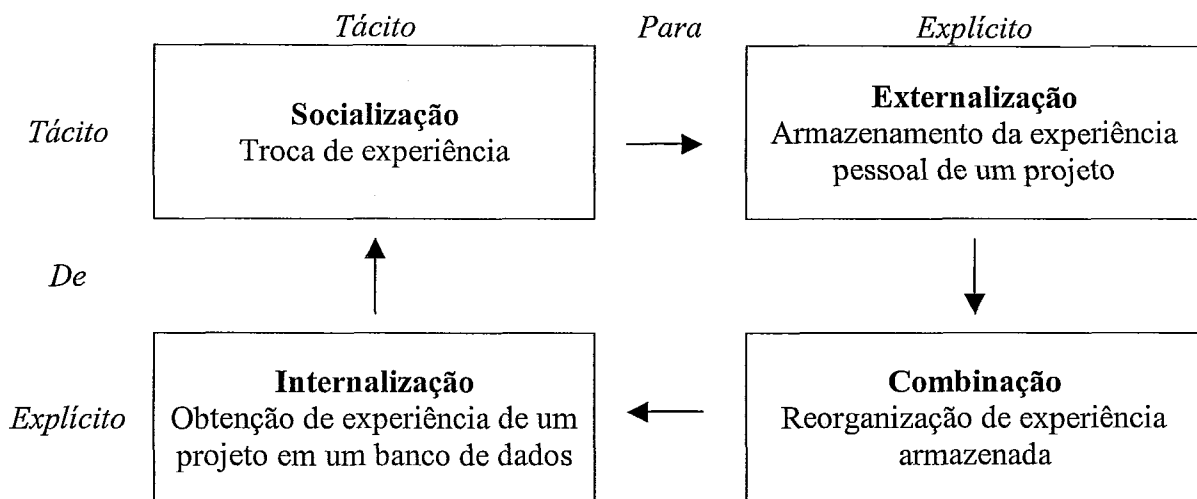 Tácito Para Explícito
Tácito
Socialização
Troca de experiência
Externalização
Armazenamento da experiência
pessoal de um projeto
De
Explícito
Internalização
Obtenção de experiência de um
projeto em um banco de dados
Combinação
Reorganização de experiência
armazenada